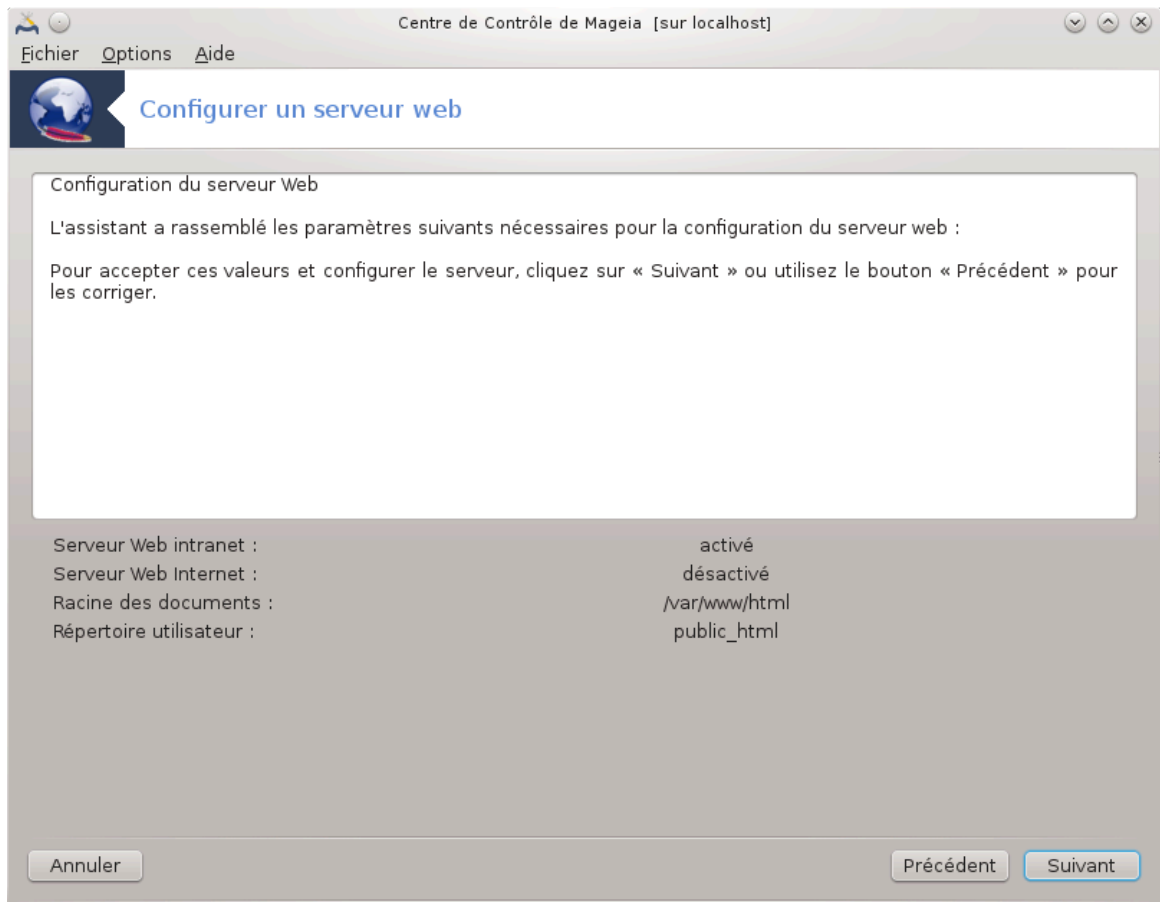 Centre de Contrôle de Mageia [sur localhost]
Fichier Options Aide
Configurer un serveur web
Configuration du serveur Web
L'assistant a rassemblé les paramètres suivants nécessaires pour la configuration du serveur web :
Pour accepter ces valeurs et configurer le serveur, cliquez sur « Suivant » ou utilisez le bouton « Précédent » pour
les corriger.
Serveur Web intranet : activé
Serveur Web Internet : désactivé
Racine des documents : /var/www/html
Répertoire utilisateur : public_html
Annuler Précédent Suivant